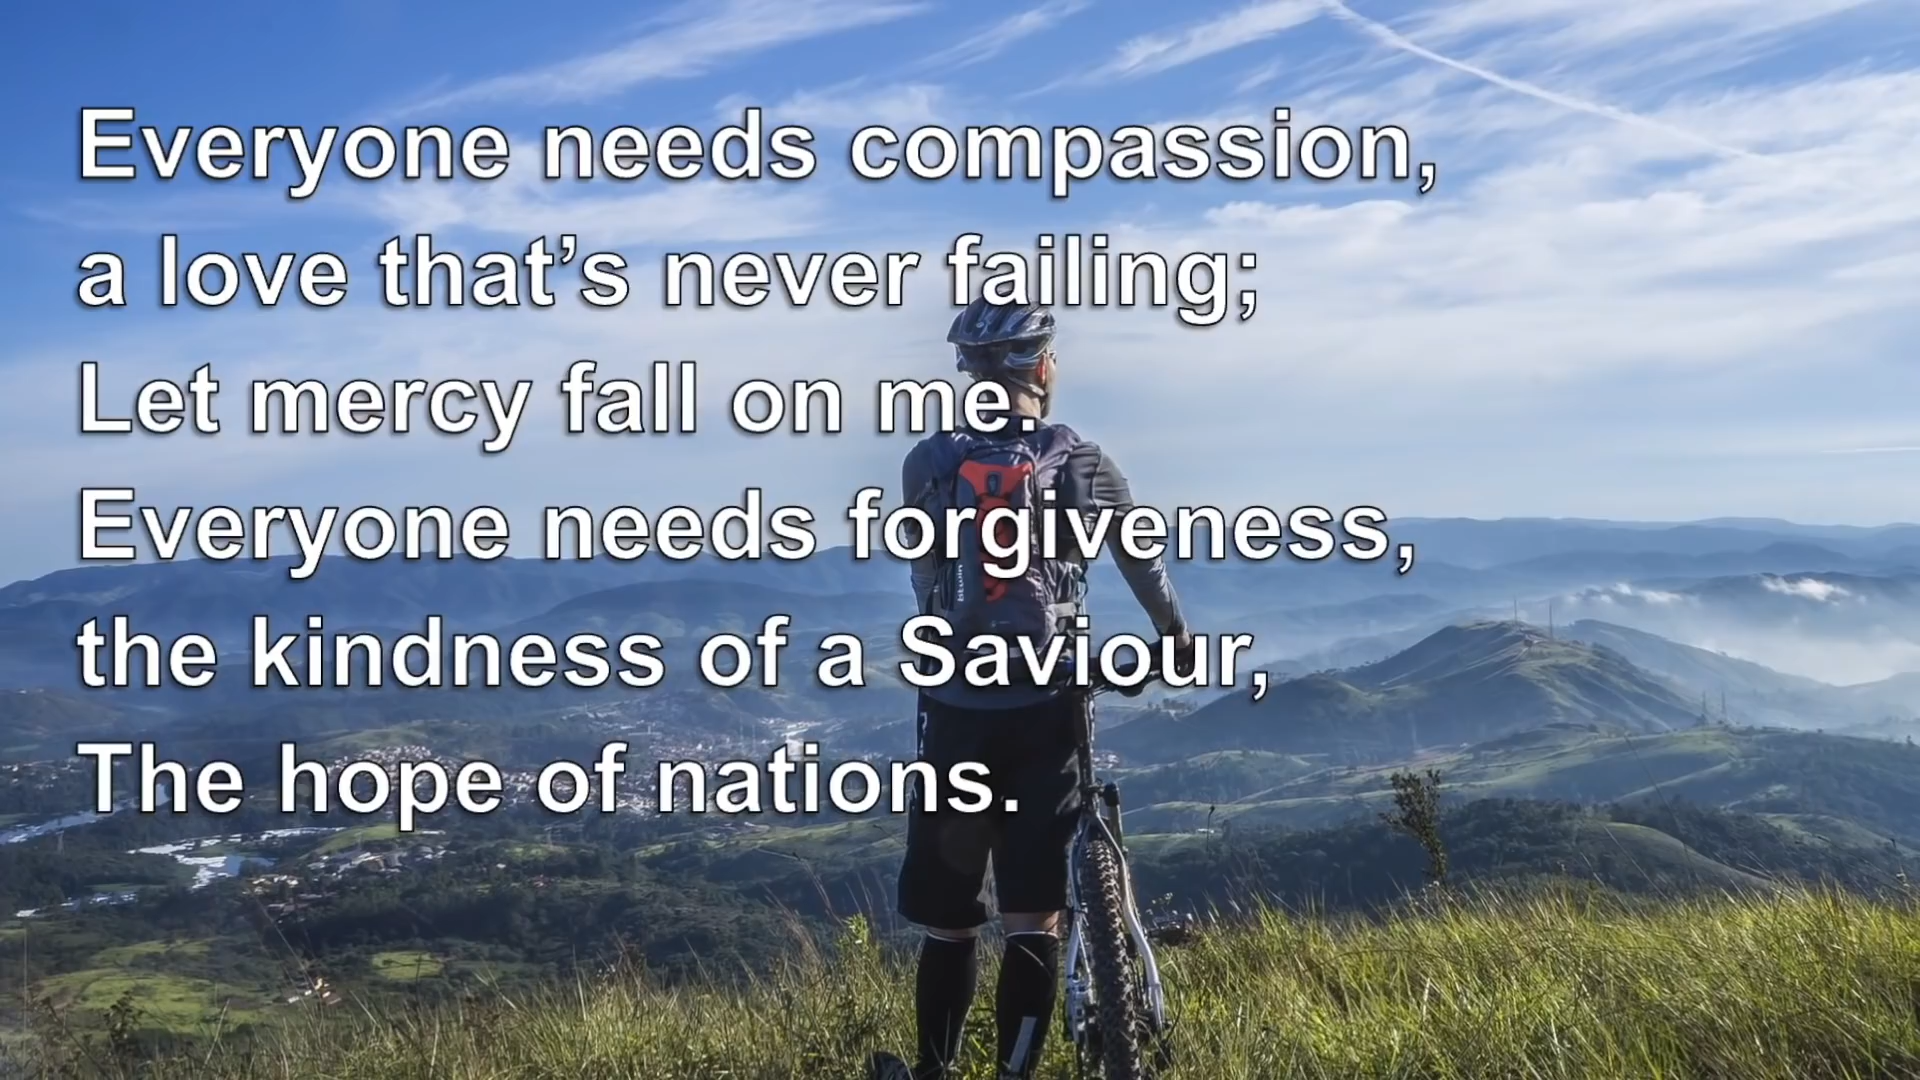 Everyone needs compassion,
a love that’s never failing;
Let mercy fall on me.
Everyone needs forgiveness,
the kindness of a Saviour,
The hope of nations.
btwin